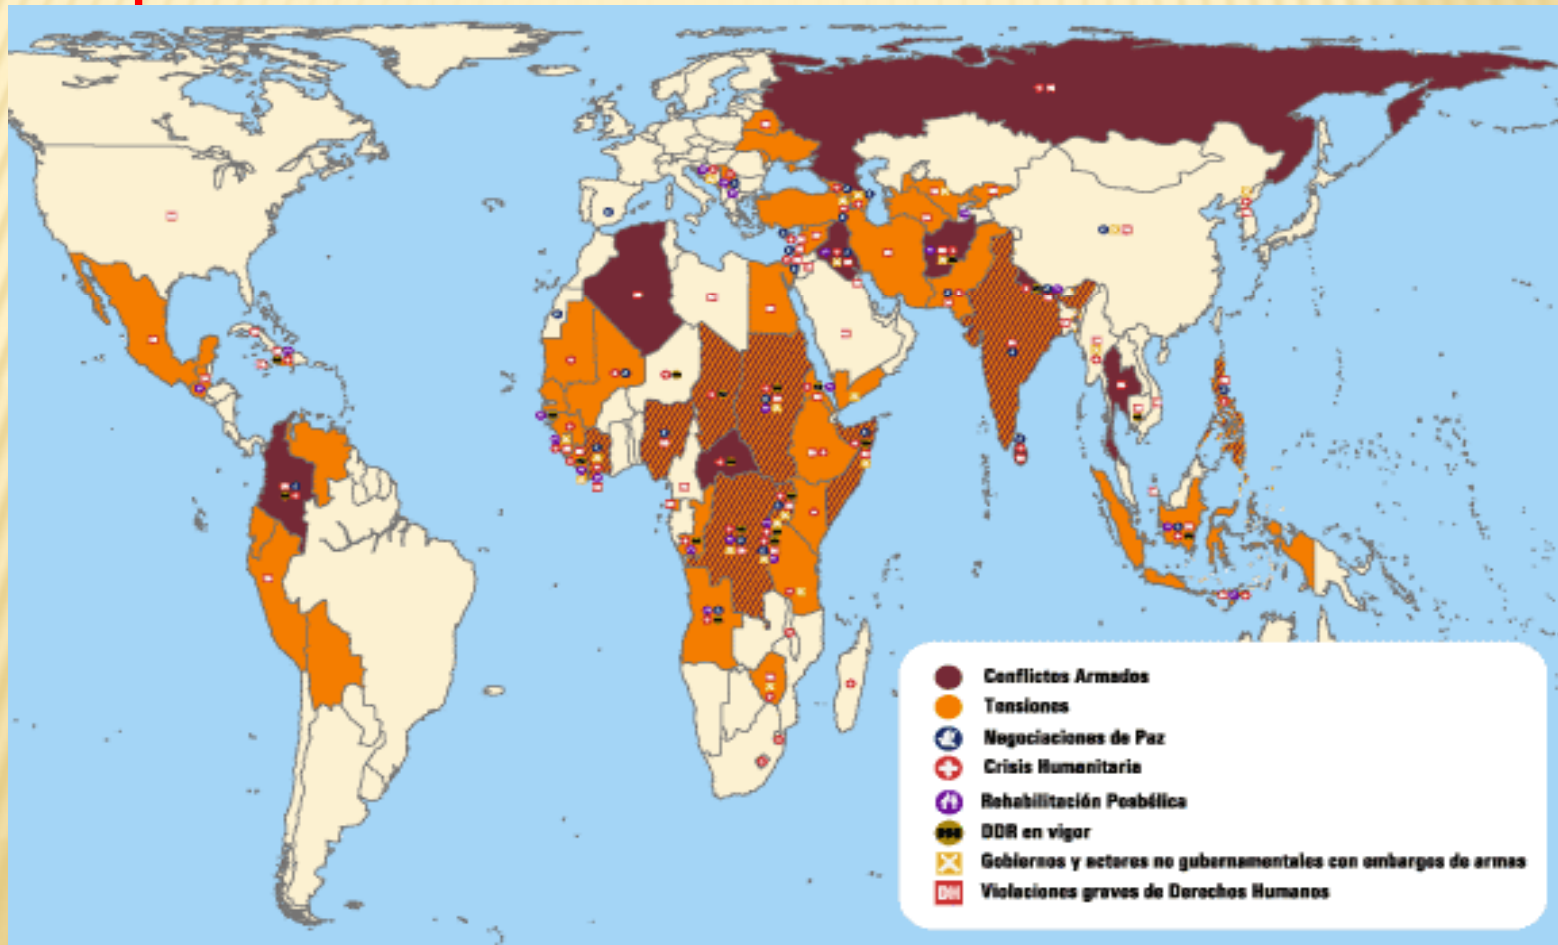 Conflictos Armados
Tensiones
Negociaciones de Paz
Crisis Humanitaria
Rehabilitación Posbélica
DDR en vigor
Gobiernos y actores no gubernamentales con embargos de armas
DH Violaciones graves de Derechos Humanos